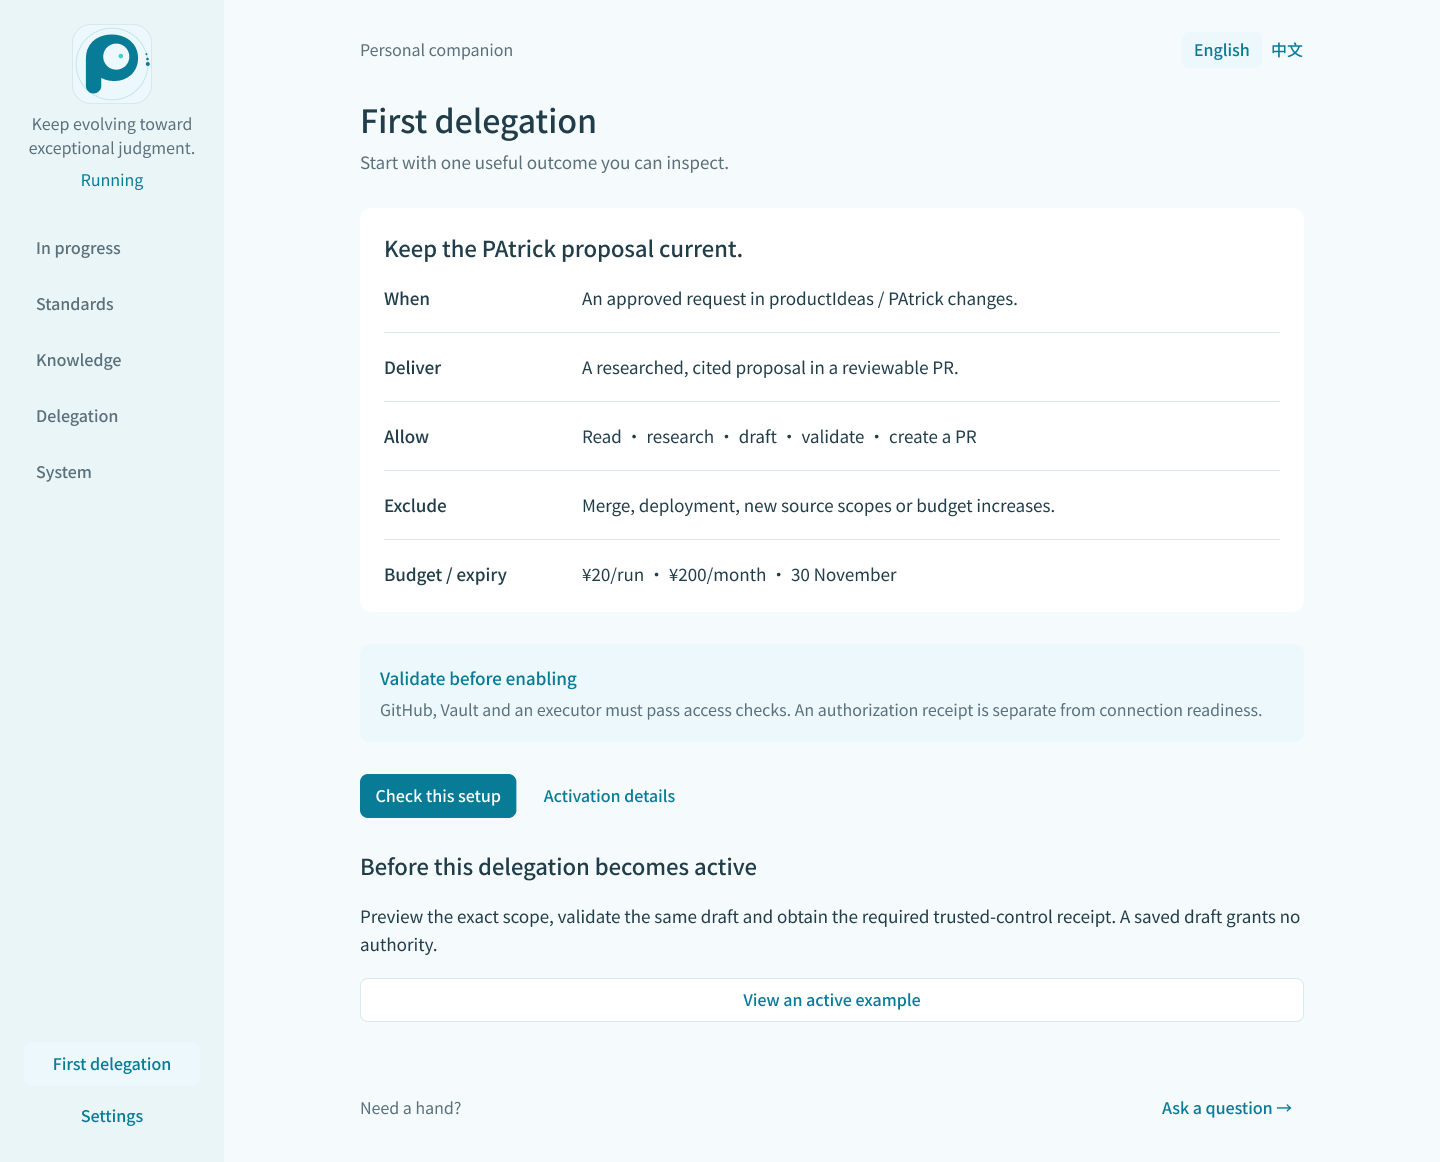 Keep evolving toward
exceptional judgment.
Running
In progress
Standards
Knowledge
Delegation
System
First delegation
Settings
Personal companion
English 中文
First delegation
Start with one useful outcome you can inspect.
Keep the PAtrick proposal current.
When An approved request in productIdeas / PAtrick changes.
Deliver A researched, cited proposal in a reviewable PR.
Allow Read • research • draft • validate • create a PR
Exclude Merge, deployment, new source scopes or budget increases.
Budget / expiry ¥20/run • ¥200/month • 30 November
Validate before enabling
GitHub, Vault and an executor must pass access checks. An authorization receipt is separate from connection readiness.
Check this setup Activation details
Before this delegation becomes active
Preview the exact scope, validate the same draft and obtain the required trusted-control receipt. A saved draft grants no
authority.
View an active example
Need a hand? Ask a question →